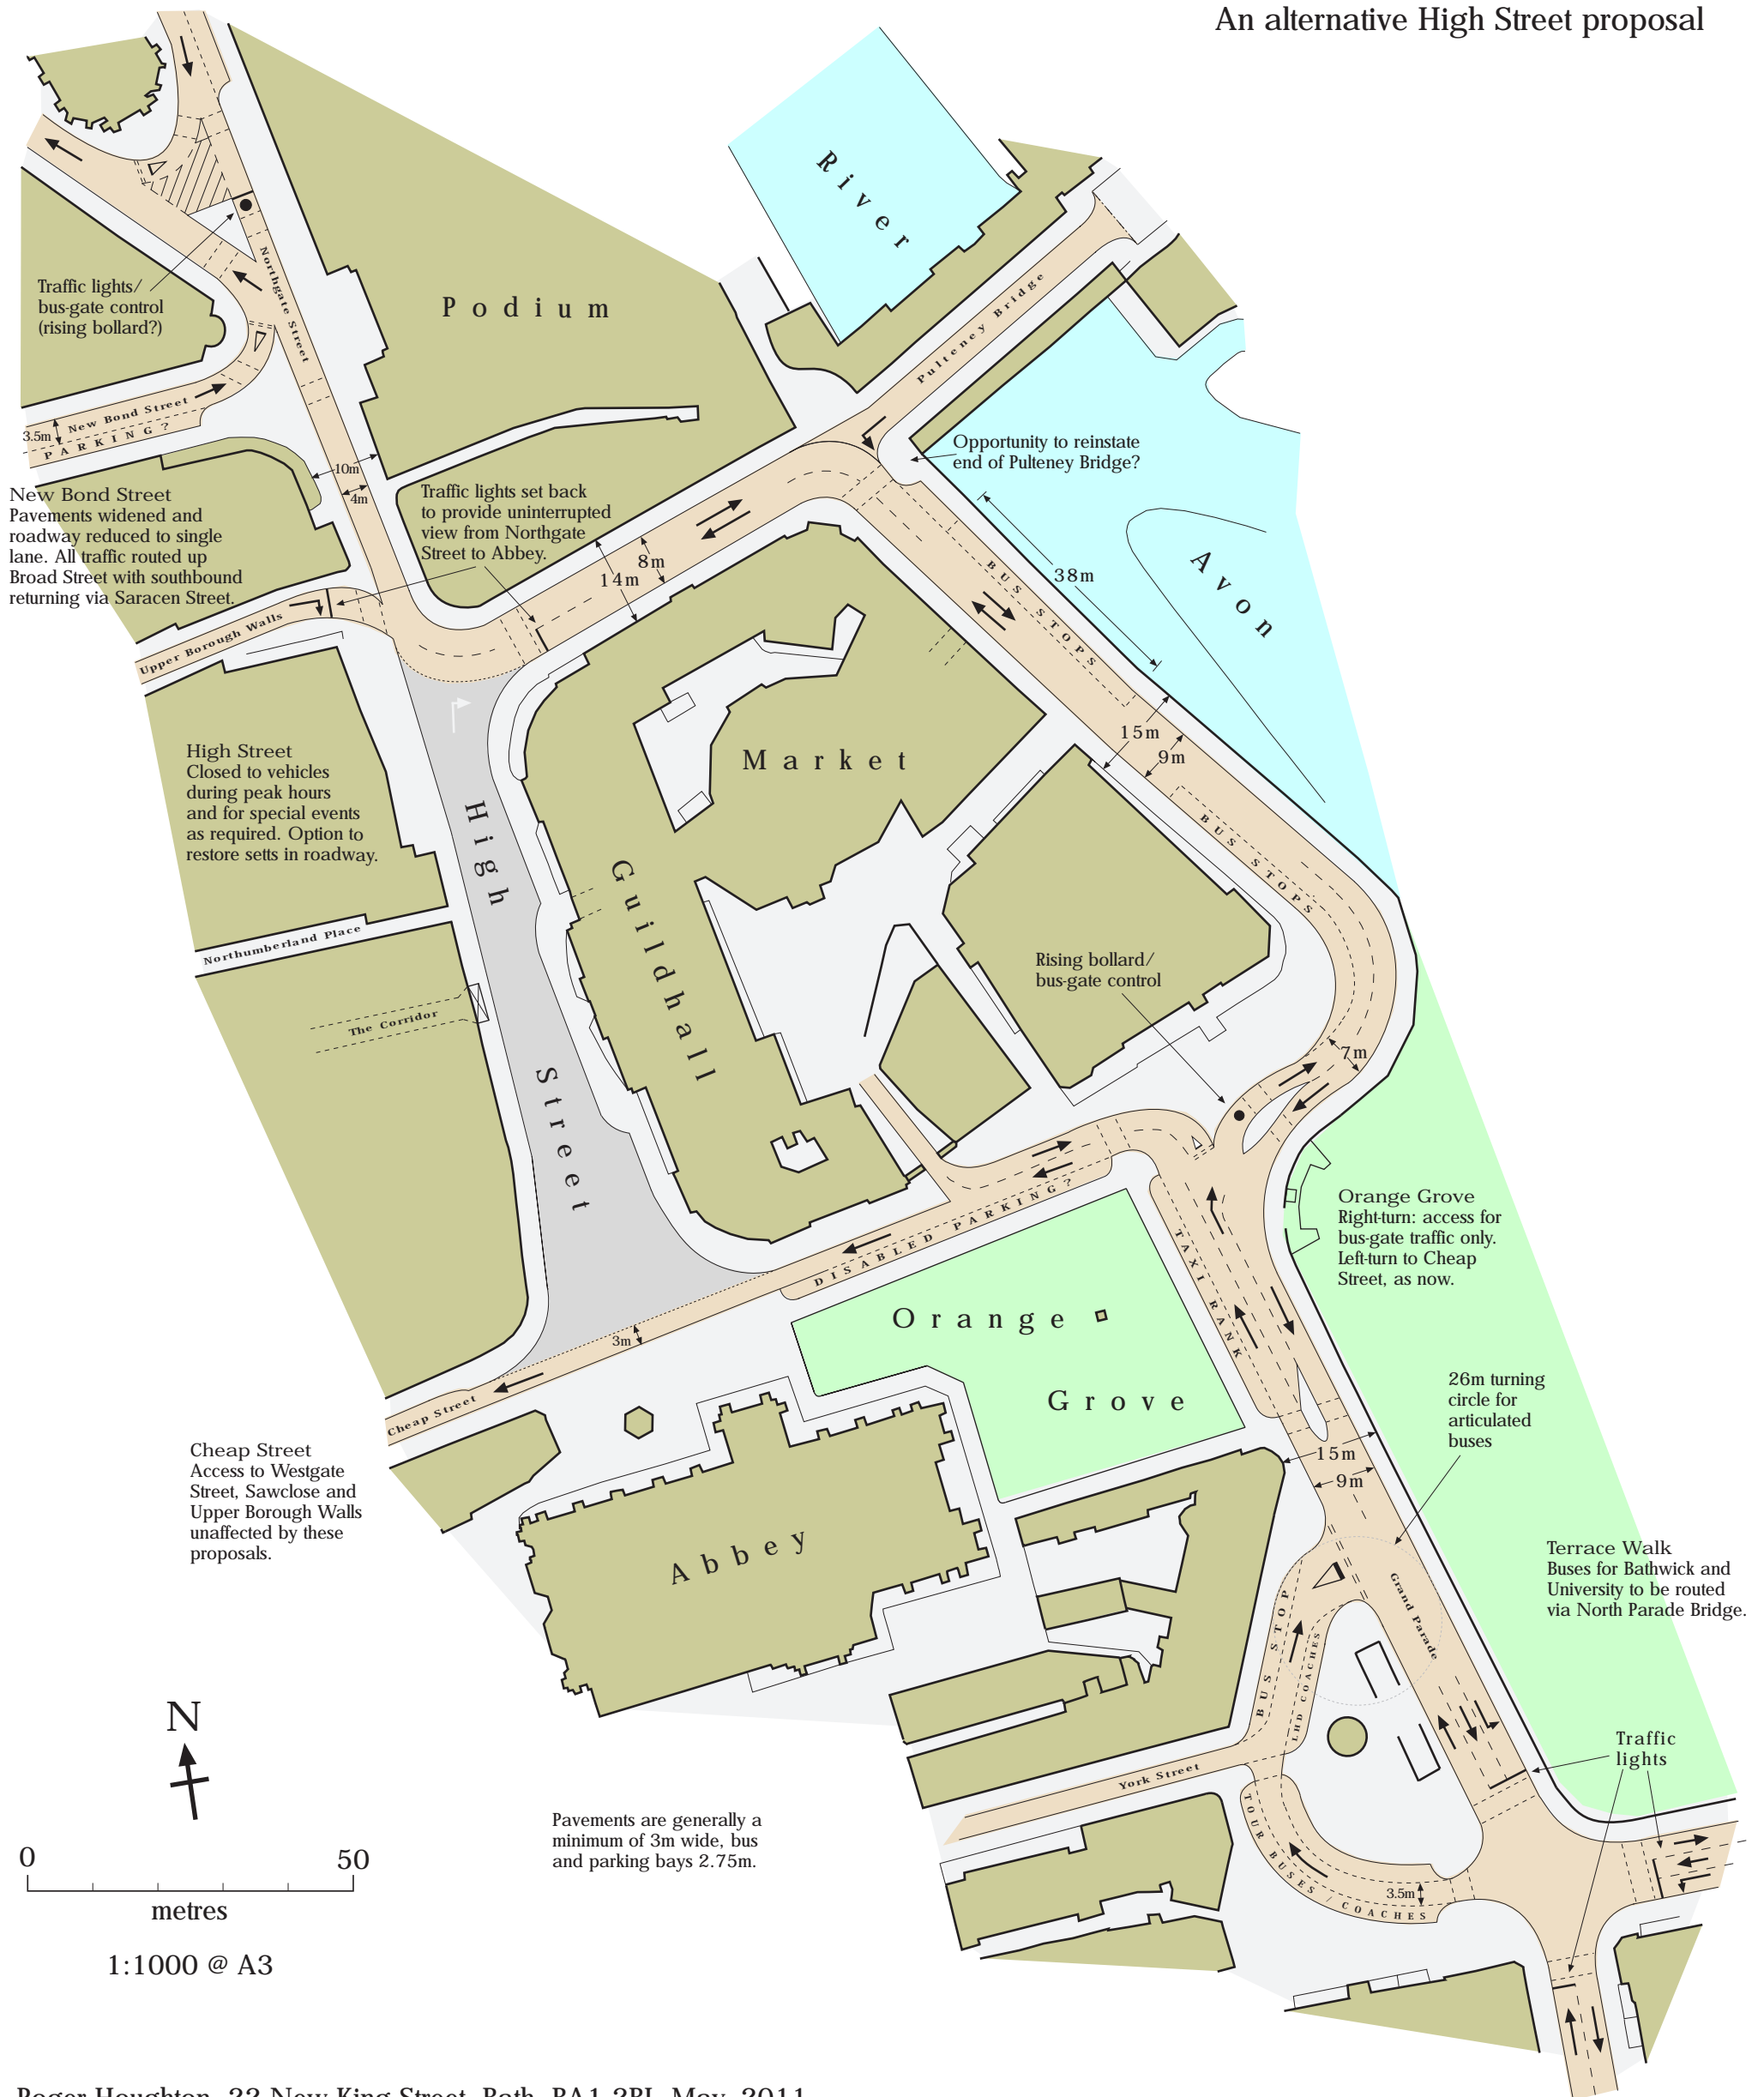 An alternative High Street proposal
River
Podium
Pulteney Bridge
Northgate Street
Traffic lights/
bus-gate control
(rising bollard?)
New Bond Street
3.5m
PARKING?
10m
4m
Opportunity to reinstate
end of Pulteney Bridge?
New Bond Street
Pavements widened and
roadway reduced to single
lane. All traffic routed up
Broad Street with southbound
returning via Saracen Street.
Traffic lights set back
to provide uninterrupted
view from Northgate
Street to Abbey.
8m
14m
38m
BUS STOPS
Avon
Upper Borough Walls
15m
9m
Market
High Street
Closed to vehicles
during peak hours
and for special events
as required. Option to
restore setts in roadway.
High
Street
Guildhall
BUS STOPS
Northumberland Place
The Corridor
Rising bollard/
bus-gate control
7m
Orange Grove
Right-turn: access for
bus-gate traffic only.
Left-turn to Cheap
Street, as now.
DISABLED PARKING?
TAXI RANK
Orange
Grove
3m
Cheap Street
26m turning
circle for
articulated
buses
15m
9m
Cheap Street
Access to Westgate
Street, Sawclose and
Upper Borough Walls
unaffected by these
proposals.
Abbey
Terrace Walk
Buses for Bathwick and
University to be routed
via North Parade Bridge.
Grand Parade
BUS STOP
LHD COACHES
N
Traffic
lights
York Street
TOUR BUSES / COACHES
3.5m
Pavements are generally a
minimum of 3m wide, bus
and parking bays 2.75m.
0 50
metres
1:1000 @ A3
Roger Houghton, 22 New King Street, Bath, BA1 2BL May, 2011